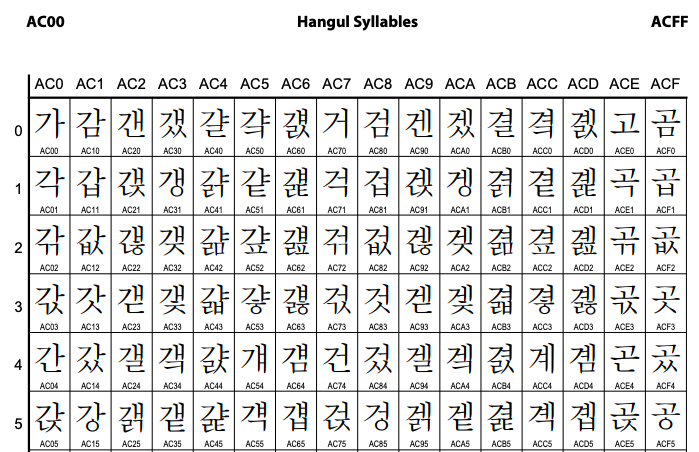 AC00 Hangul Syllables ACFF
AC0 AC1 AC2 AC3 AC4 AC5 AC6 AC7 AC8 AC9 ACA ACB ACC ACD ACE ACF
0 가 감 갠 갰 걀 걐 걠 거 검 겐 겠 결 곀 곐 고 곰
AC00 AC10 AC20 AC30 AC40 AC50 AC60 AC70 AC80 AC90 ACA0 ACB0 ACC0 ACD0 ACE0 ACF0
1 각 갑 갡 갱 걁 걑 걡 걱 겁 겑 겡 겱 곁 곑 곡 곱
AC01 AC11 AC21 AC31 AC41 AC51 AC61 AC71 AC81 AC91 ACA1 ACB1 ACC1 ACD1 ACE1 ACF1
2 갂 값 갢 갲 걂 걒 걢 걲 겂 겒 겢 겲 곂 곒 곢 곲
AC02 AC12 AC22 AC32 AC42 AC52 AC62 AC72 AC82 AC92 ACA2 ACB2 ACC2 ACD2 ACE2 ACF2
3 갃 갓 갣 갳 걃 걓 걣 걳 것 겓 겣 겳 곃 곓 곣 곳
AC03 AC13 AC23 AC33 AC43 AC53 AC63 AC73 AC83 AC93 ACA3 ACB3 ACC3 ACD3 ACE3 ACF3
4 간 갔 갤 갴 걄 걔 걤 건 겄 겔 겤 겴 계 곔 곤 곴
AC04 AC14 AC24 AC34 AC44 AC54 AC64 AC74 AC84 AC94 ACA4 ACB4 ACC4 ACD4 ACE4 ACF4
5 갅 강 갥 갵 걅 걕 걥 걵 겅 겕 겥 겵 곅 곕 곥 공
AC05 AC15 AC25 AC35 AC45 AC55 AC65 AC75 AC85 AC95 ACA5 ACB5 ACC5 ACD5 ACE5 ACF5